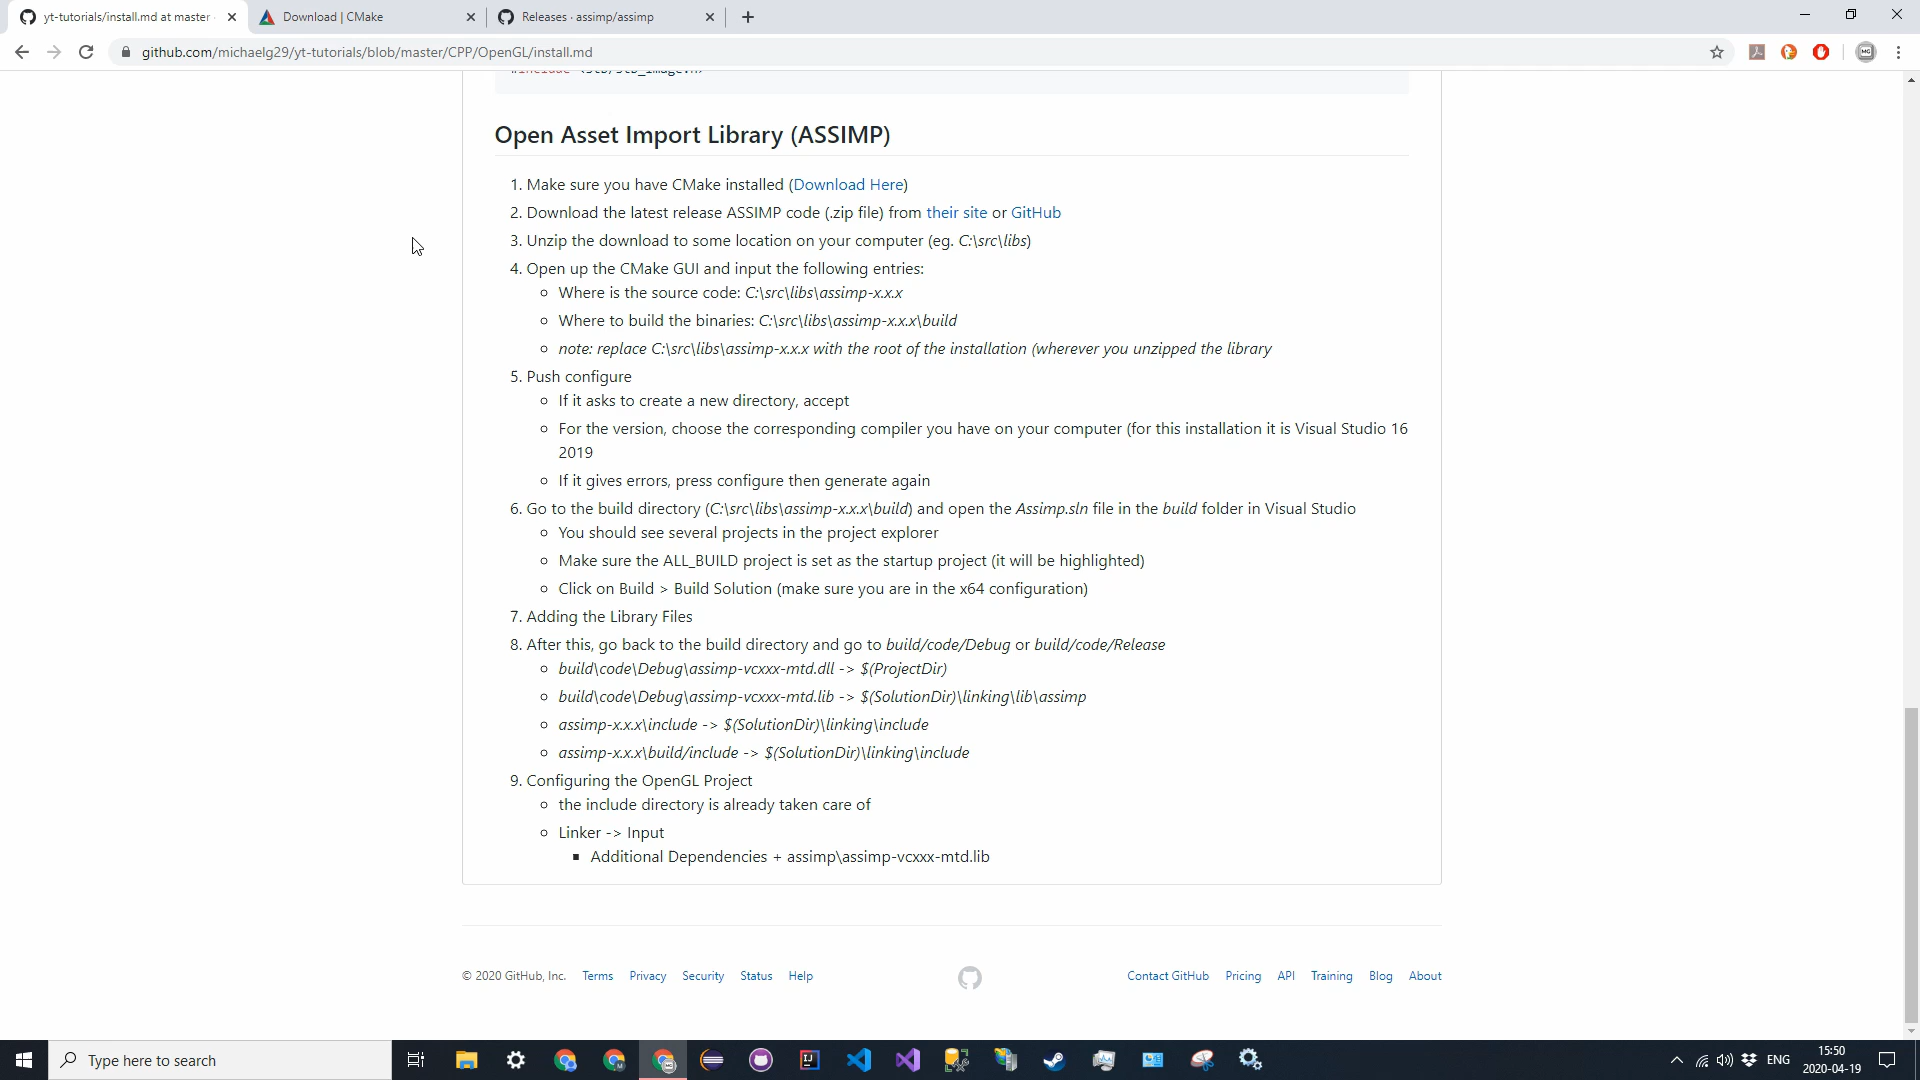 yt-tutorials/install.md at master
Download | CMake
Releases · assimp/assimp
github.com/michaelg29/yt-tutorials/blob/master/CPP/OpenGL/install.md
#include <stb/stb_image.h>
Open Asset Import Library (ASSIMP)
1. Make sure you have CMake installed (Download Here)
2. Download the latest release ASSIMP code (.zip file) from their site or GitHub
3. Unzip the download to some location on your computer (eg. C:\src\libs)
4. Open up the CMake GUI and input the following entries:
Where is the source code: C:\src\libs\assimp-x.x.x
Where to build the binaries: C:\src\libs\assimp-x.x.x\build
note: replace C:\src\libs\assimp-x.x.x with the root of the installation (wherever you unzipped the library
5. Push configure
If it asks to create a new directory, accept
For the version, choose the corresponding compiler you have on your computer (for this installation it is Visual Studio 16
2019
If it gives errors, press configure then generate again
6. Go to the build directory (C:\src\libs\assimp-x.x.x\build) and open the Assimp.sln file in the build folder in Visual Studio
You should see several projects in the project explorer
Make sure the ALL_BUILD project is set as the startup project (it will be highlighted)
Click on Build > Build Solution (make sure you are in the x64 configuration)
7. Adding the Library Files
8. After this, go back to the build directory and go to build/code/Debug or build/code/Release
build\code\Debug\assimp-vcxxx-mtd.dll -> $(ProjectDir)
build\code\Debug\assimp-vcxxx-mtd.lib -> $(SolutionDir)\linking\lib\assimp
assimp-x.x.x\include -> $(SolutionDir)\linking\include
assimp-x.x.x\build/include -> $(SolutionDir)\linking\include
9. Configuring the OpenGL Project
the include directory is already taken care of
Linker -> Input
Additional Dependencies + assimp\assimp-vcxxx-mtd.lib
© 2020 GitHub, Inc. Terms Privacy Security Status Help
Contact GitHub Pricing API Training Blog About
Type here to search
ENG
15:50
2020-04-19